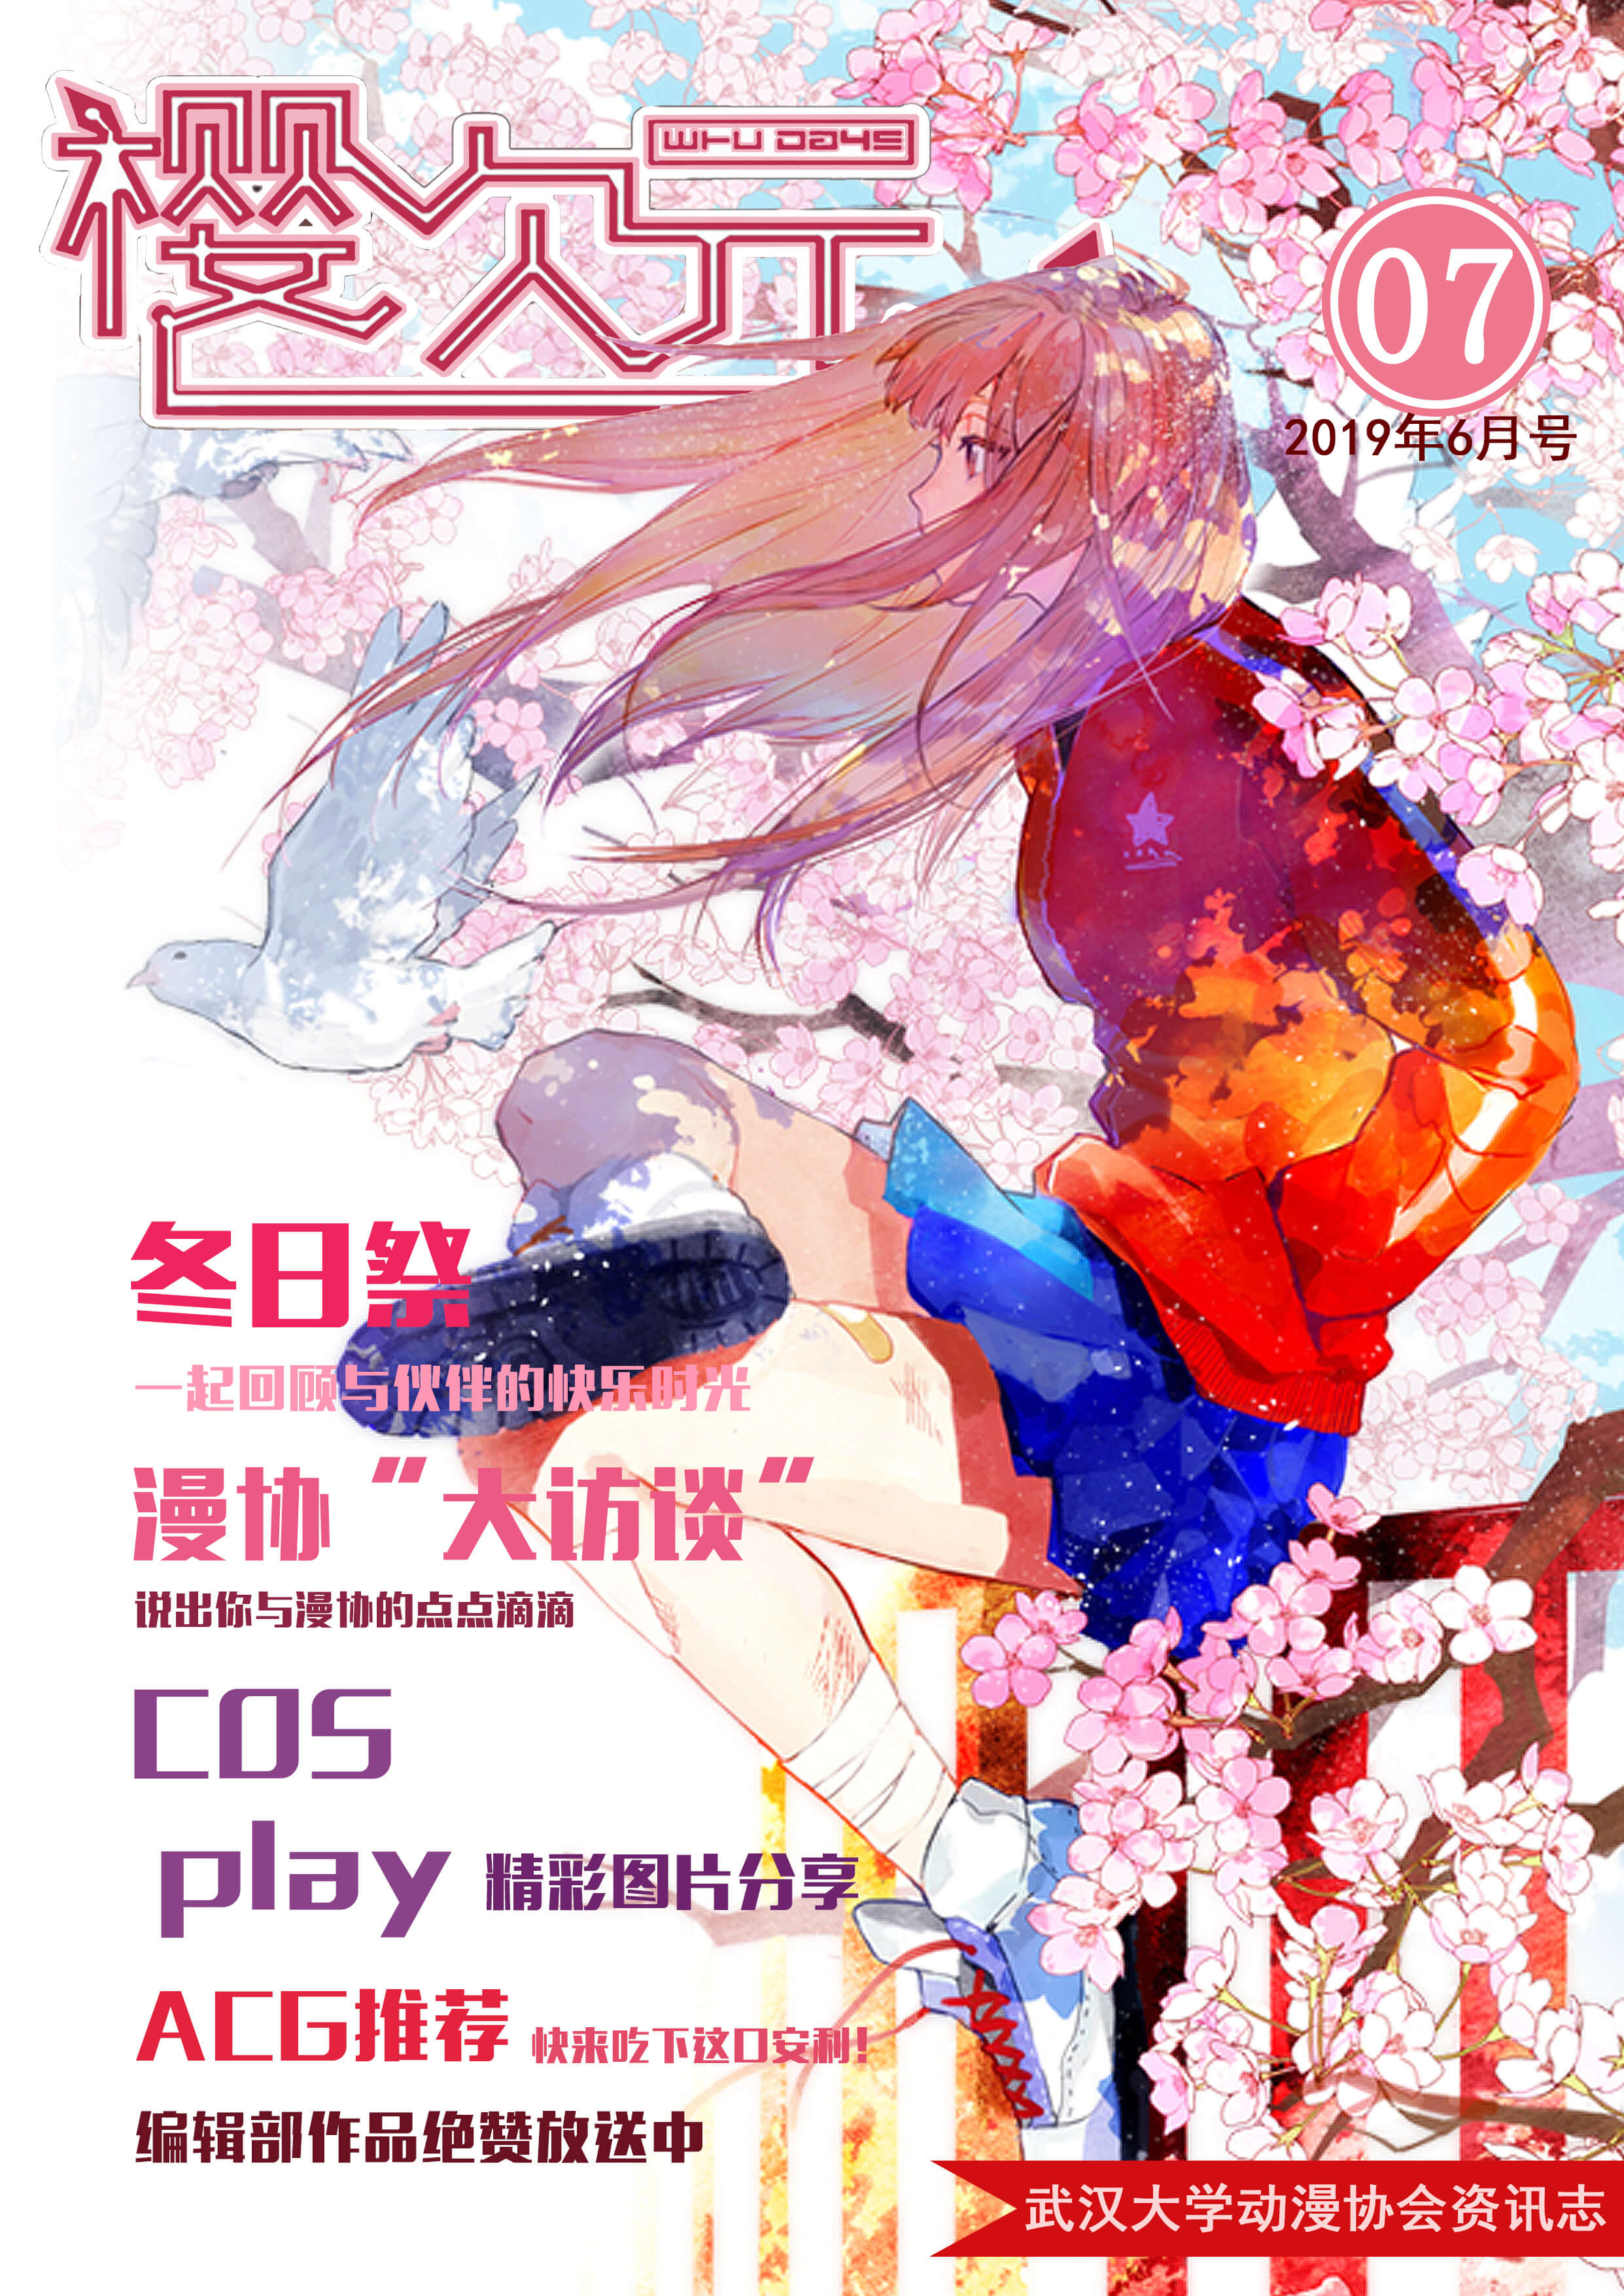 樱次元
WHU DAYS
07
2019年6月号
冬日祭
一起回顾与伙伴的快乐时光
漫协“大访谈“
说出你与漫协的点点滴滴
COS
play 精彩图片分享
ACG推荐 快来吃下这口安利!
编辑部作品绝赞放送中
武汉大学动漫协会资讯志